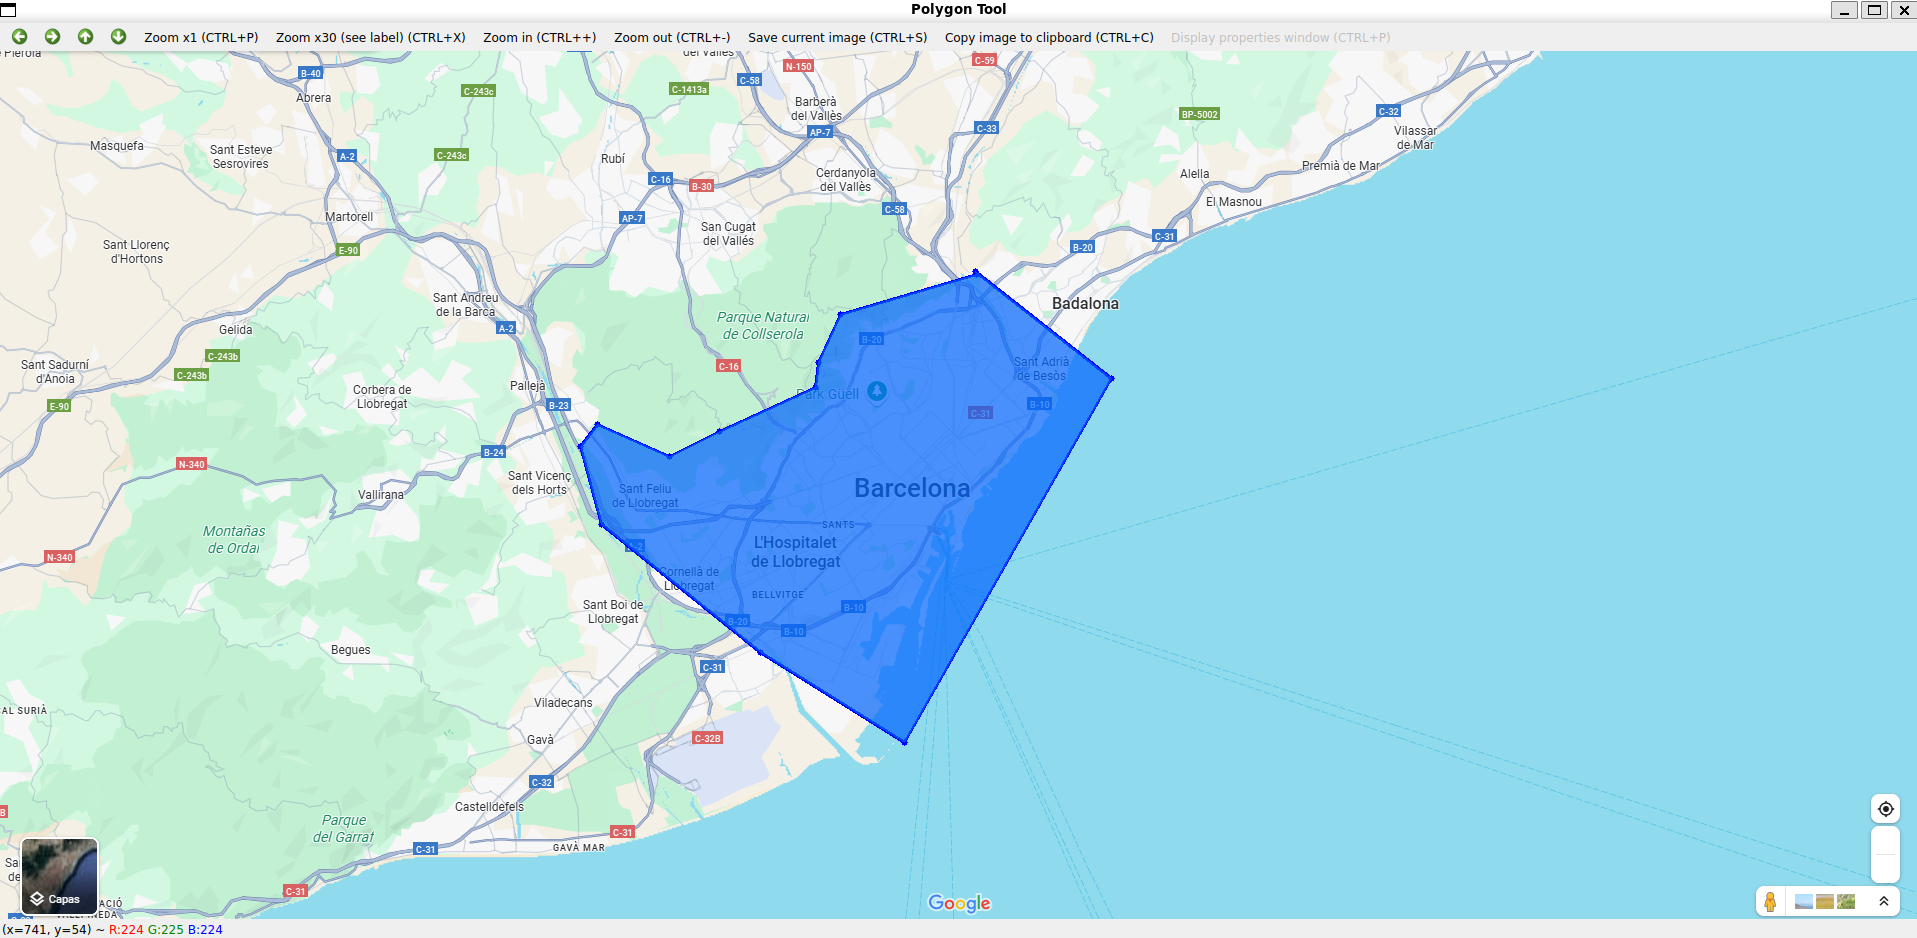 Polygon Tool
Zoom x1 (CTRL+P)
Zoom x30 (see label) (CTRL+X)
Zoom in (CTRL++)
Zoom out (CTRL+-)
Save current image (CTRL+S)
Copy image to clipboard (CTRL+C)
Display properties window (CTRL+P)
del Vallès
B-40
Abrera
C-243c
N-150
C-58
C-59
C-1413a
Barberà
del Vallès
AP-7
C-33
BP-5002
C-32
Vilassar
de Mar
Masquefa
Sant Esteve
Sesrovires
A-2
C-243c
Rubí
C-16
B-30
Cerdanyola
del Vallès
Premià de Mar
Alella
El Masnou
Martorell
AP-7
C-58
San Cugat
del Vallés
C-31
B-20
Sant Llorenç
d'Hortons
E-90
Sant Andreu
de la Barca
Badalona
Gelida
A-2
Parque Natural
de Collserola
B-20
C-243b
C-243b
Sant Sadurní
d'Anoia
C-16
Sant Adrià
de Besòs
Corbera de
Llobregat
Pallejà
Park Güell
E-90
B-23
B-10
C-31
B-24
N-340
Sant Vicenç
dels Horts
Vallirana
Sant Feliu
de Llobregat
Barcelona
SANTS
Montañas
de Ordal
A-2
L'Hospitalet
de Llobregat
N-340
Cornellà de
Llobregat
BELLVITGE
Sant Boi de
Llobregat
B-10
B-20
B-10
Begues
C-31
Viladecans
AL SURIÀ
Gavà
C-32B
C-32
Castelldefels
Parque
del Garraf
C-31
C-31
GAVÀ MAR
C-31
Capas
Google
(x=741, y=54) ~ R:224 G:225 B:224